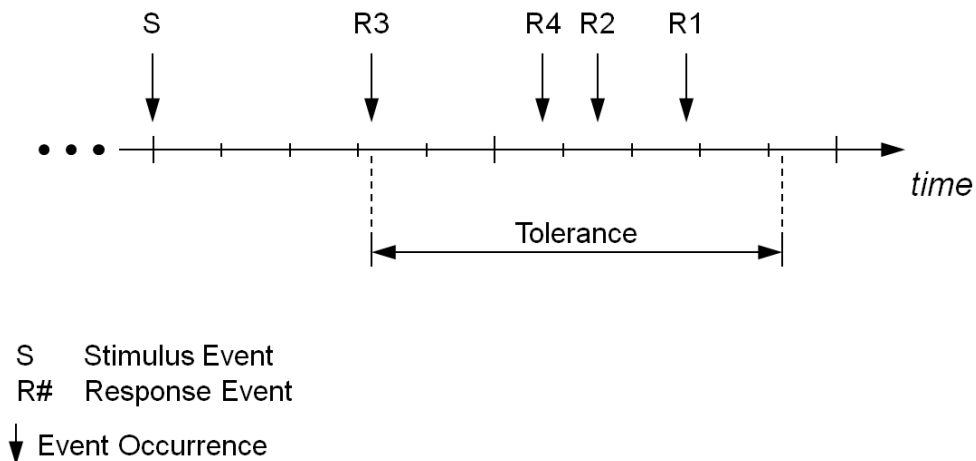 S R3 R4 R2 R1
time
Tolerance
S Stimulus Event
R# Response Event
Event Occurrence